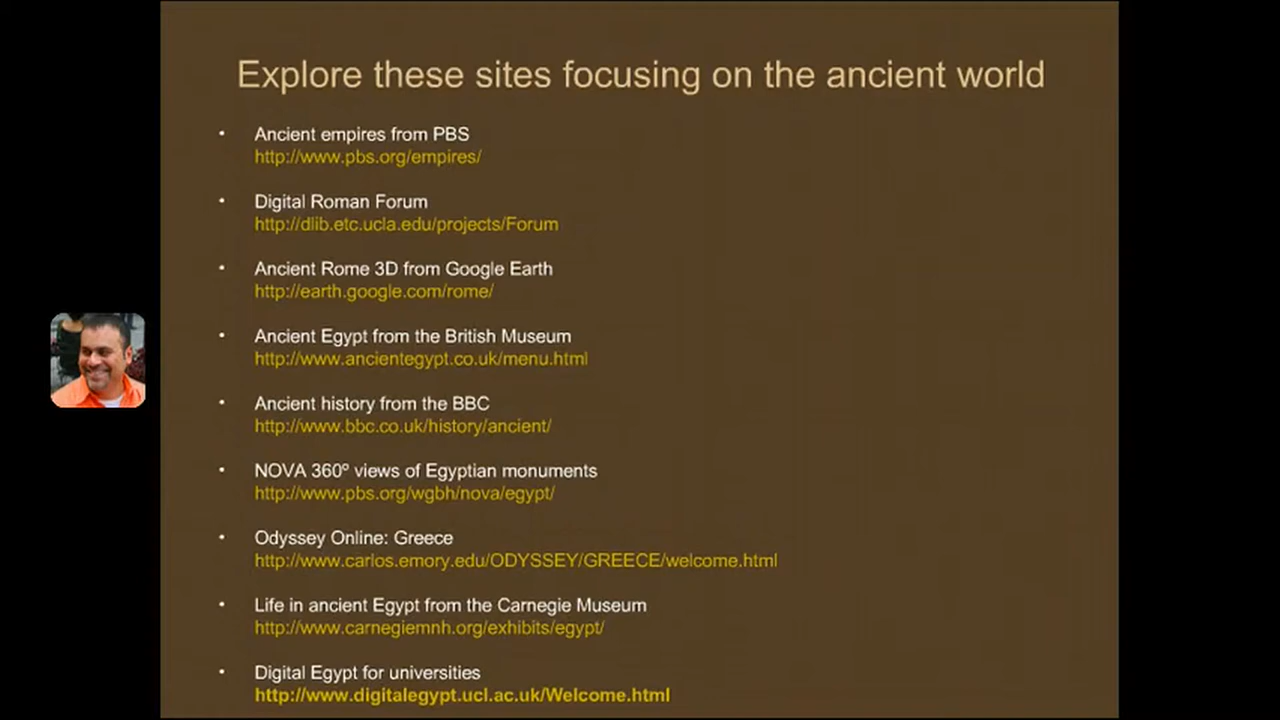 Explore these sites focusing on the ancient world
• Ancient empires from PBS
http://www.pbs.org/empires/
• Digital Roman Forum
http://dlib.etc.ucla.edu/projects/Forum
• Ancient Rome 3D from Google Earth
http://earth.google.com/rome/
• Ancient Egypt from the British Museum
http://www.ancientegypt.co.uk/menu.html
• Ancient history from the BBC
http://www.bbc.co.uk/history/ancient/
• NOVA 360º views of Egyptian monuments
http://www.pbs.org/wgbh/nova/egypt/
• Odyssey Online: Greece
http://www.carlos.emory.edu/ODYSSEY/GREECE/welcome.html
• Life in ancient Egypt from the Carnegie Museum
http://www.carnegiemnh.org/exhibits/egypt/
• Digital Egypt for universities
http://www.digitalegypt.ucl.ac.uk/Welcome.html